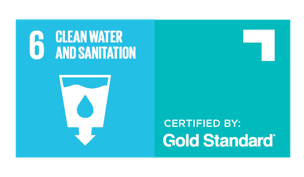 6 CLEAN WATER
AND SANITATION
CERTIFIED BY:
Gold Standard®